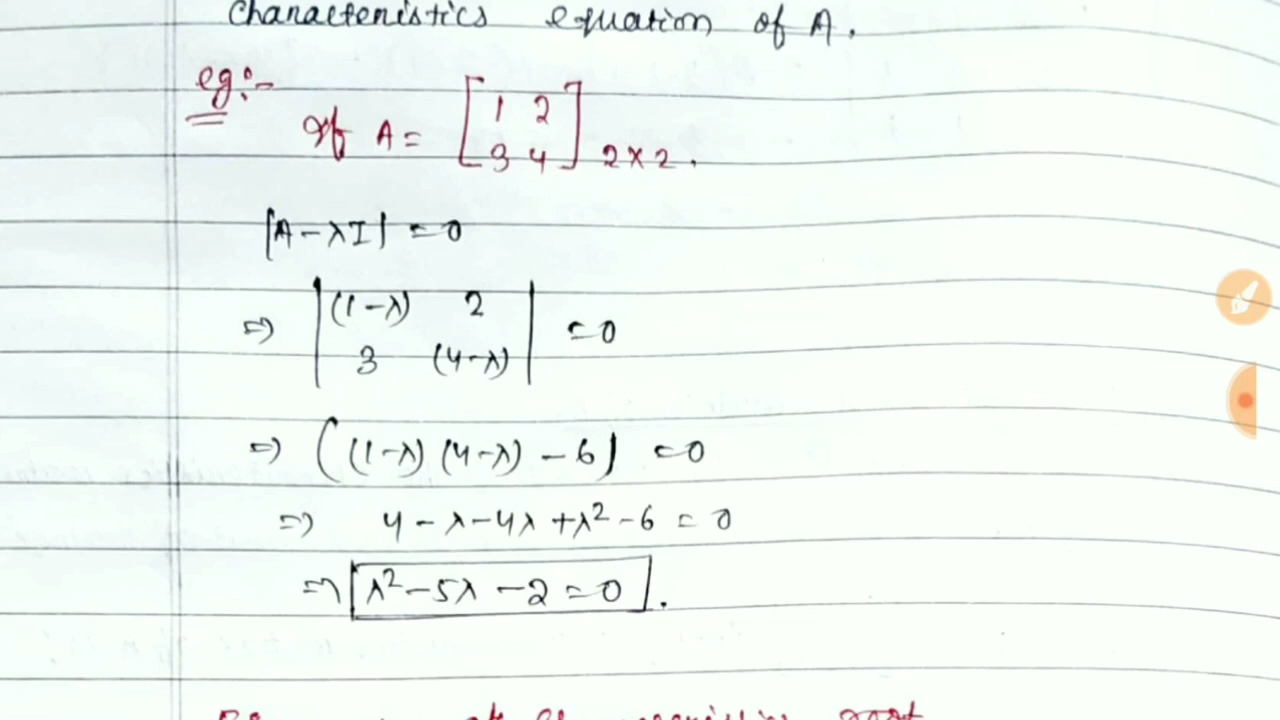 Characteristics equation of A.
eg:-
If A = [1 2
3 4] 2×2.
|A-λI| = 0
⇒ |(1-λ) 2
3 (4-λ)| = 0
⇒ ((1-λ) (4-λ) - 6) = 0
⇒ 4 - λ - 4λ + λ² - 6 = 0
⇒ λ² - 5λ - 2 = 0.